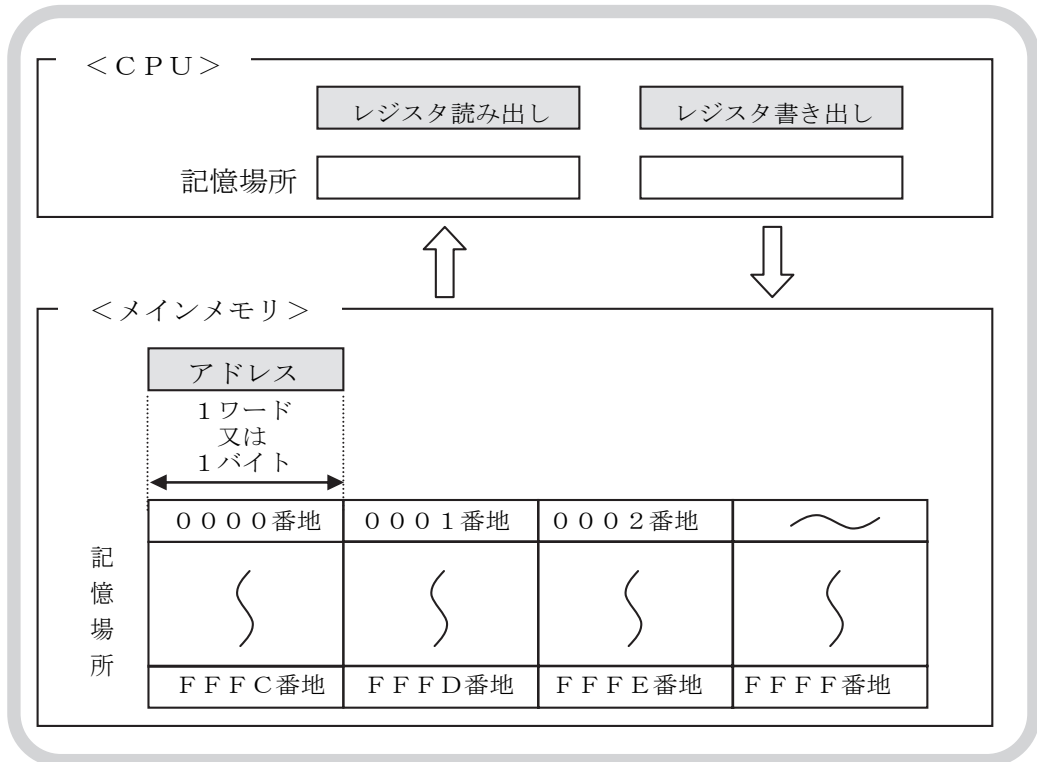 ＜ＣＰＵ＞
レジスタ読み出し　レジスタ書き出し
記憶場所
＜メインメモリ＞
アドレス
１ワード
又は
１バイト
００００番地　０００１番地　０００２番地
記憶場所
ＦＦＦＣ番地　ＦＦＦＤ番地　ＦＦＦＥ番地　ＦＦＦＦ番地